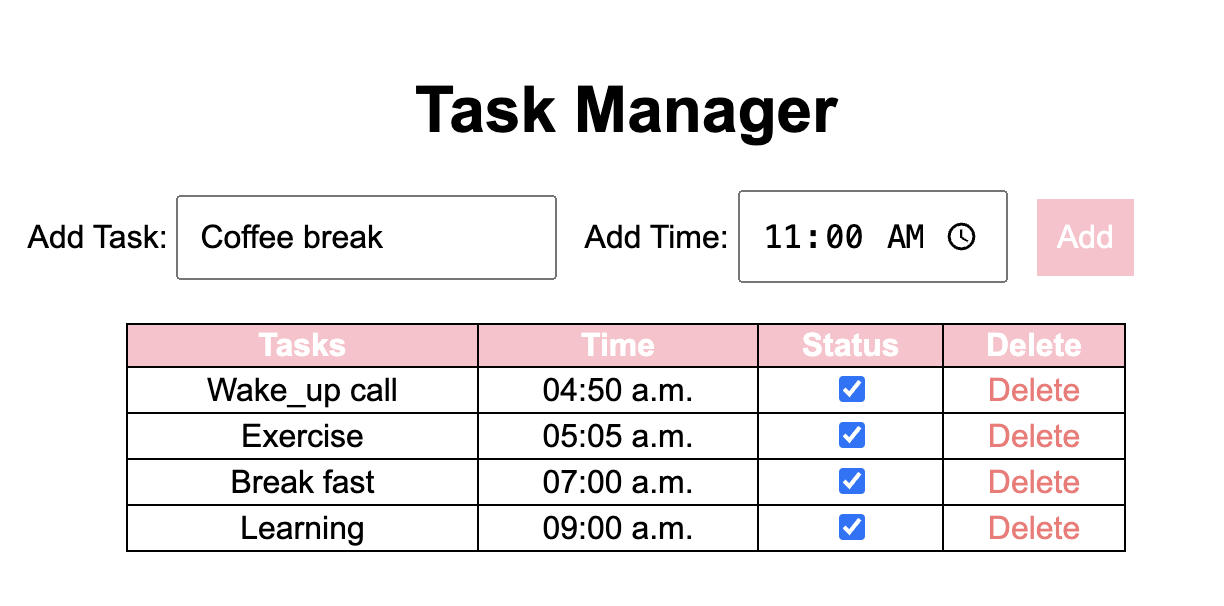 Task Manager
Add Task: Coffee break Add Time: 11:00 AM Add
Tasks Time Status Delete
Wake_up call 04:50 a.m. Delete
Exercise 05:05 a.m. Delete
Break fast 07:00 a.m. Delete
Learning 09:00 a.m. Delete